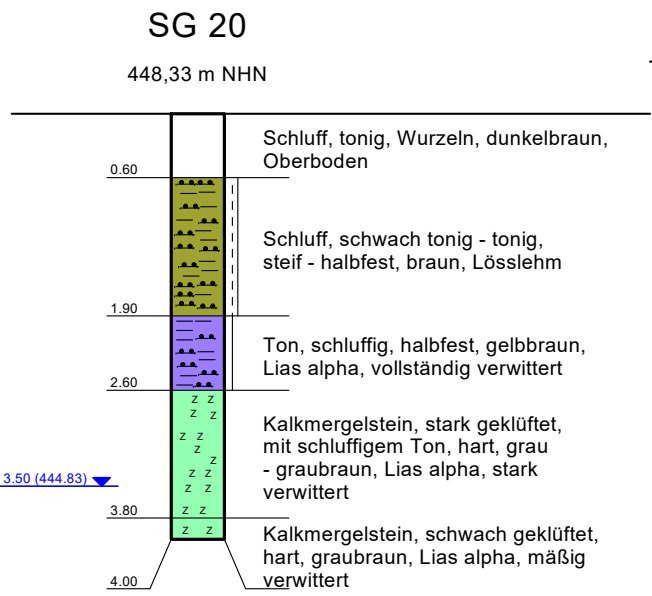 SG 20
448,33 m NHN
Schluff, tonig, Wurzeln, dunkelbraun,
Oberboden
0.60
Schluff, schwach tonig - tonig,
steif - halbfest, braun, Lösslehm
1.90
Ton, schluffig, halbfest, gelbbraun,
Lias alpha, vollständig verwittert
2.60
Kalkmergelstein, stark geklüftet,
mit schluffigem Ton, hart, grau
- graubraun, Lias alpha, stark
verwittert
3.50 (444.83)
3.80
Kalkmergelstein, schwach geklüftet,
hart, graubraun, Lias alpha, mäßig
verwittert
4.00